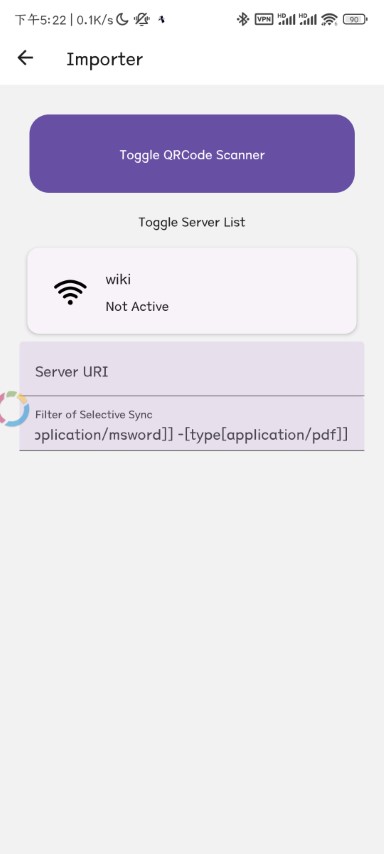 下午5:22 | 0.1K/s VPN HD HD 90
Importer
Toggle QRCode Scanner
Toggle Server List
wiki
Not Active
Server URI
Filter of Selective Sync
pplication/msword]] -[type[application/pdf]]